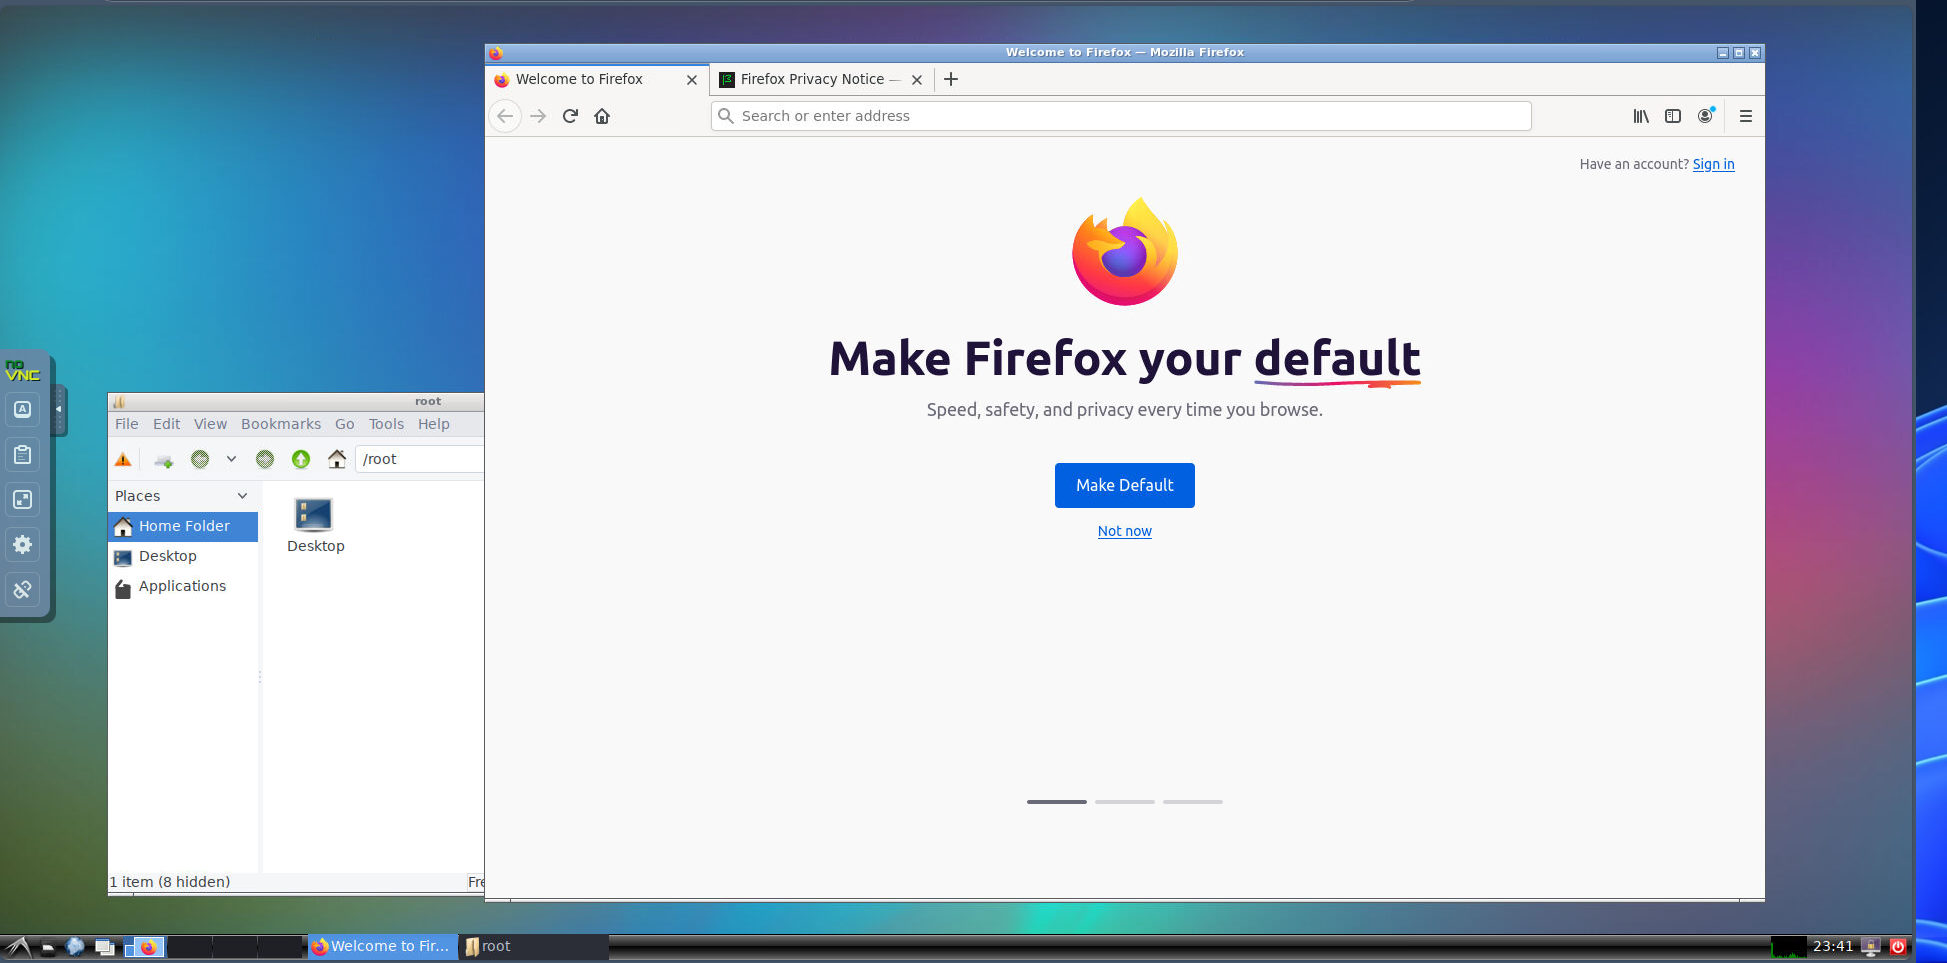 Welcome to Firefox — Mozilla Firefox
Welcome to Firefox
Firefox Privacy Notice —
Search or enter address
Have an account? Sign in
Make Firefox your default
Speed, safety, and privacy every time you browse.
Make Default
Not now
no
VNC
A
root
File Edit View Bookmarks Go Tools Help
/root
Places
Home Folder
Desktop
Applications
Desktop
1 item (8 hidden)
Fre
Welcome to Fir...
root
23:41